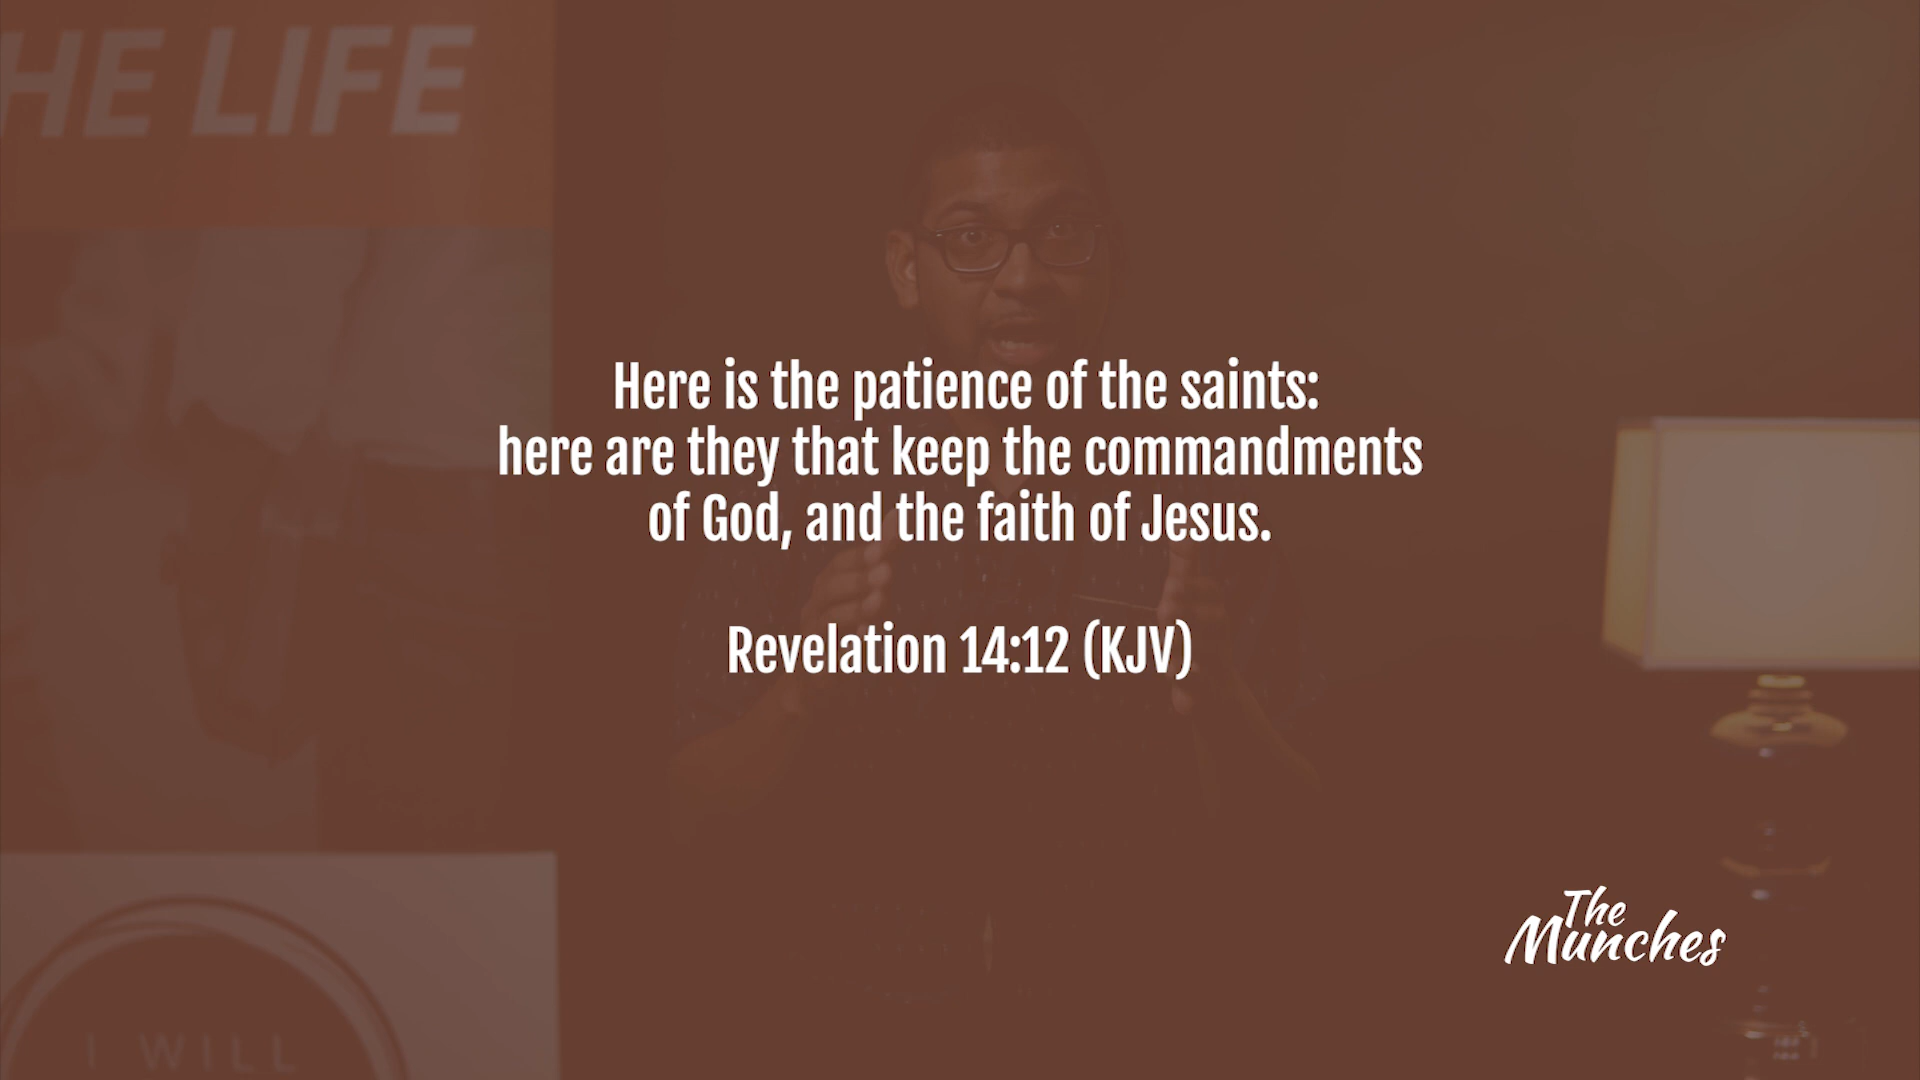 HE LIFE
Here is the patience of the saints:
here are they that keep the commandments
of God, and the faith of Jesus.
Revelation 14:12 (KJV)
The
Munches
I WILL